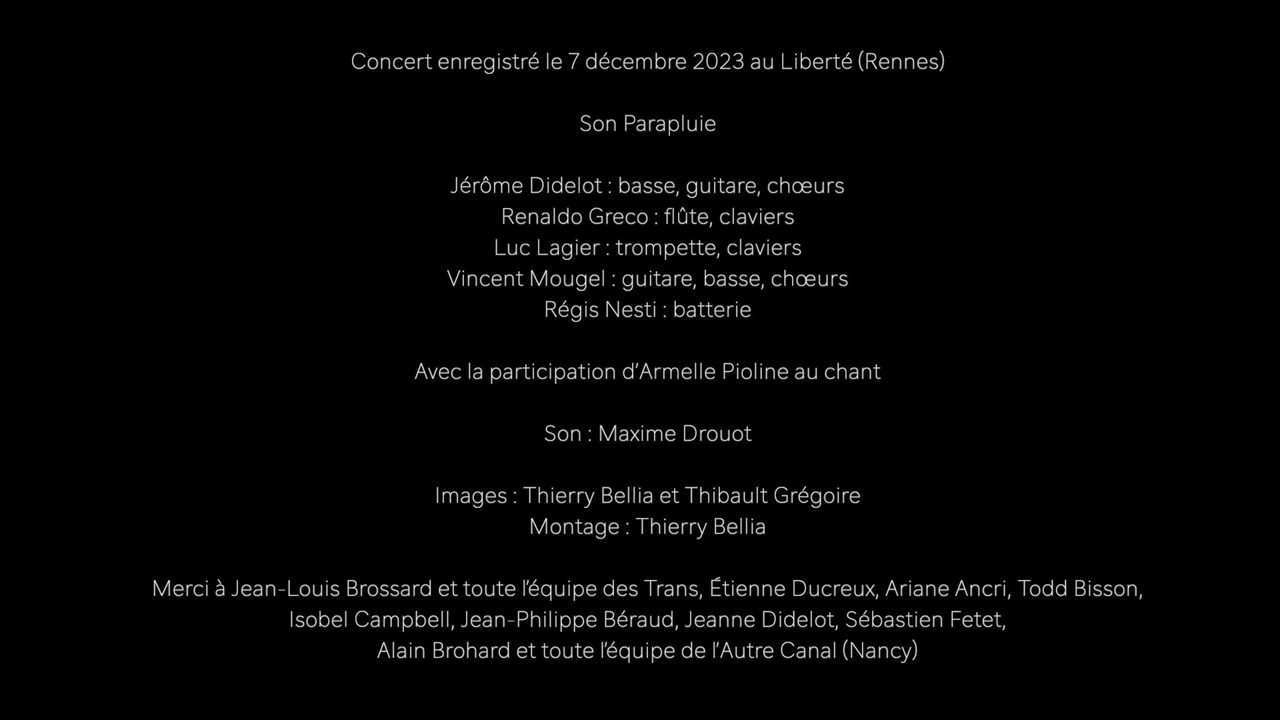 Concert enregistré le 7 décembre 2023 au Liberté (Rennes)
Son Parapluie
Jérôme Didelot : basse, guitare, chœurs
Renaldo Greco : flûte, claviers
Luc Lagier : trompette, claviers
Vincent Mougel : guitare, basse, chœurs
Régis Nesti : batterie
Avec la participation d’Armelle Pioline au chant
Son : Maxime Drouot
Images : Thierry Bellia et Thibault Grégoire
Montage : Thierry Bellia
Merci à Jean-Louis Brossard et toute l’équipe des Trans, Étienne Ducreux, Ariane Ancri, Todd Bisson,
Isobel Campbell, Jean-Philippe Béraud, Jeanne Didelot, Sébastien Fetet,
Alain Brohard et toute l’équipe de l’Autre Canal (Nancy)